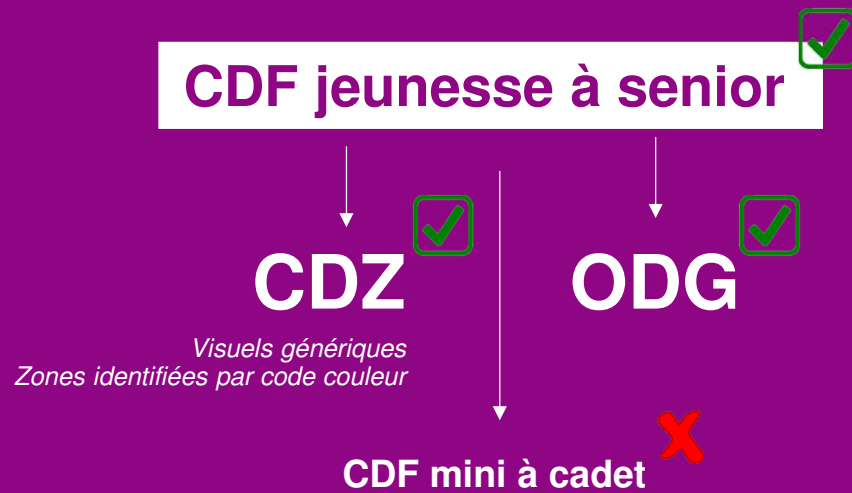 CDF jeunesse à senior
CDZ
ODG
Visuels génériques
Zones identifiées par code couleur
CDF mini à cadet